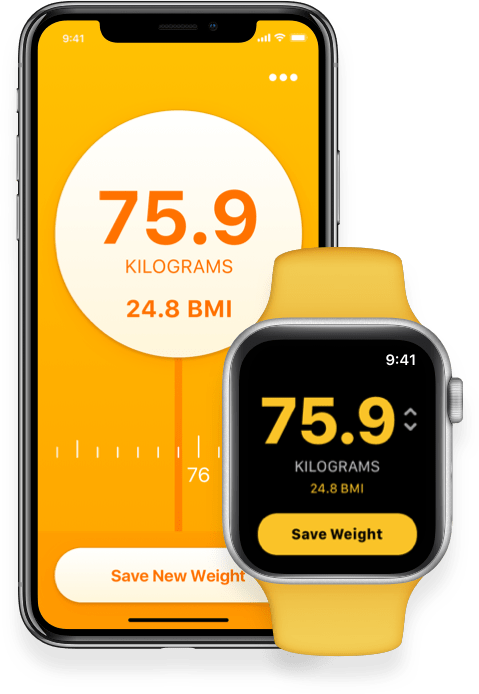 9:41
75.9
KILOGRAMS
24.8 BMI
76
Save New Weight
9:41
75.9
KILOGRAMS
24.8 BMI
Save Weight